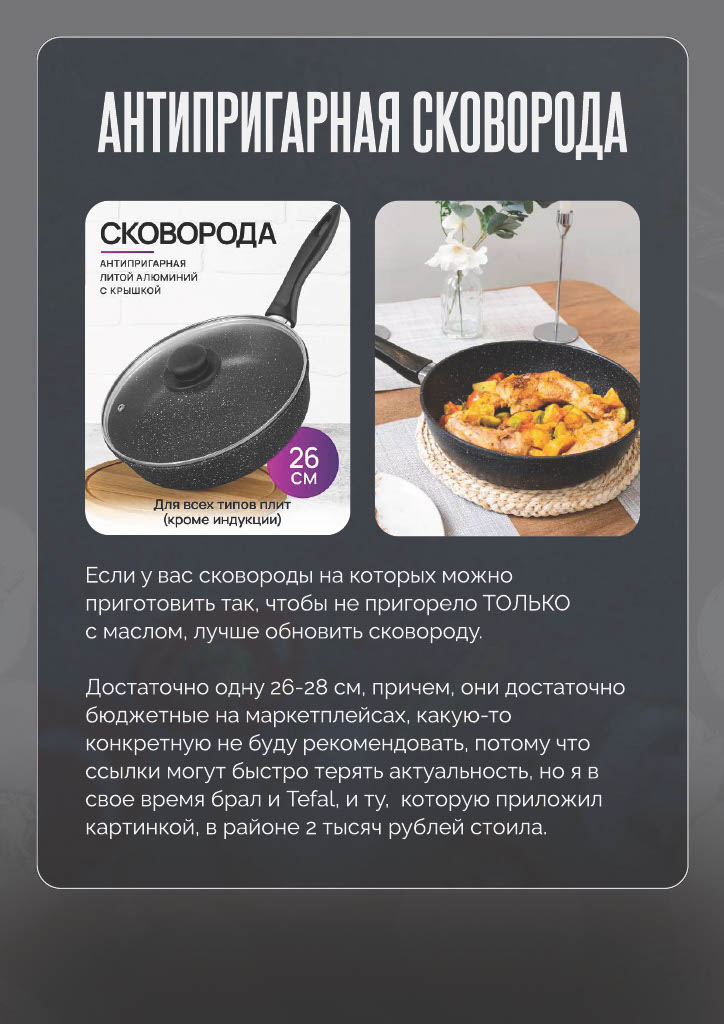 АНТИПРИГАРНАЯ СКОВОРОДА
СКОВОРОДА
АНТИПРИГАРНАЯ
ЛИТОЙ АЛЮМИНИЙ
С КРЫШКОЙ
26
СМ
Для всех типов плит
(кроме индукции)
Если у вас сковороды на которых можно
приготовить так, чтобы не пригорело ТОЛЬКО
с маслом, лучше обновить сковороду.
Достаточно одну 26-28 см, причем, они достаточно
бюджетные на маркетплейсах, какую-то
конкретную не буду рекомендовать, потому что
ссылки могут быстро терять актуальность, но я в
свое время брал и Tefal, и ту,  которую приложил
картинкой, в районе 2 тысяч рублей стоила.